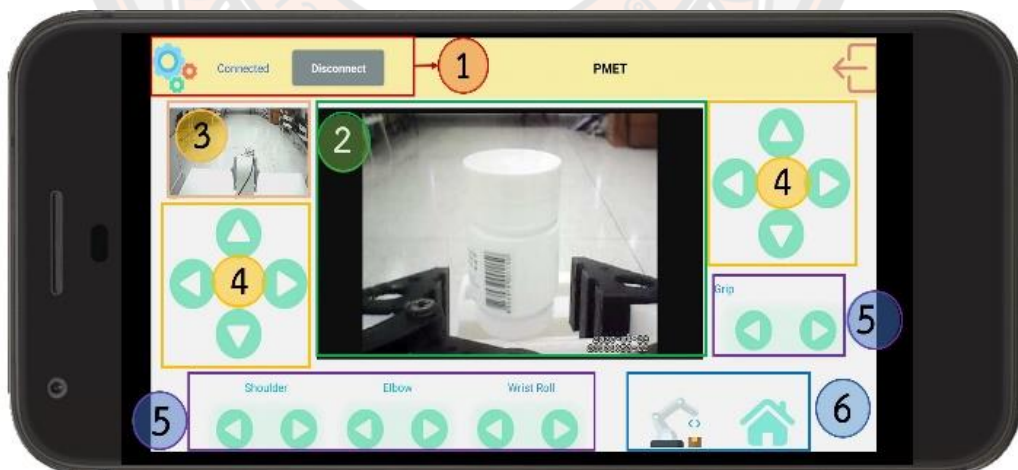 Connected
Disconnect
1
PMET
3
2
4
4
Grip
5
Shoulder
Elbow
Wrist Roll
5
6